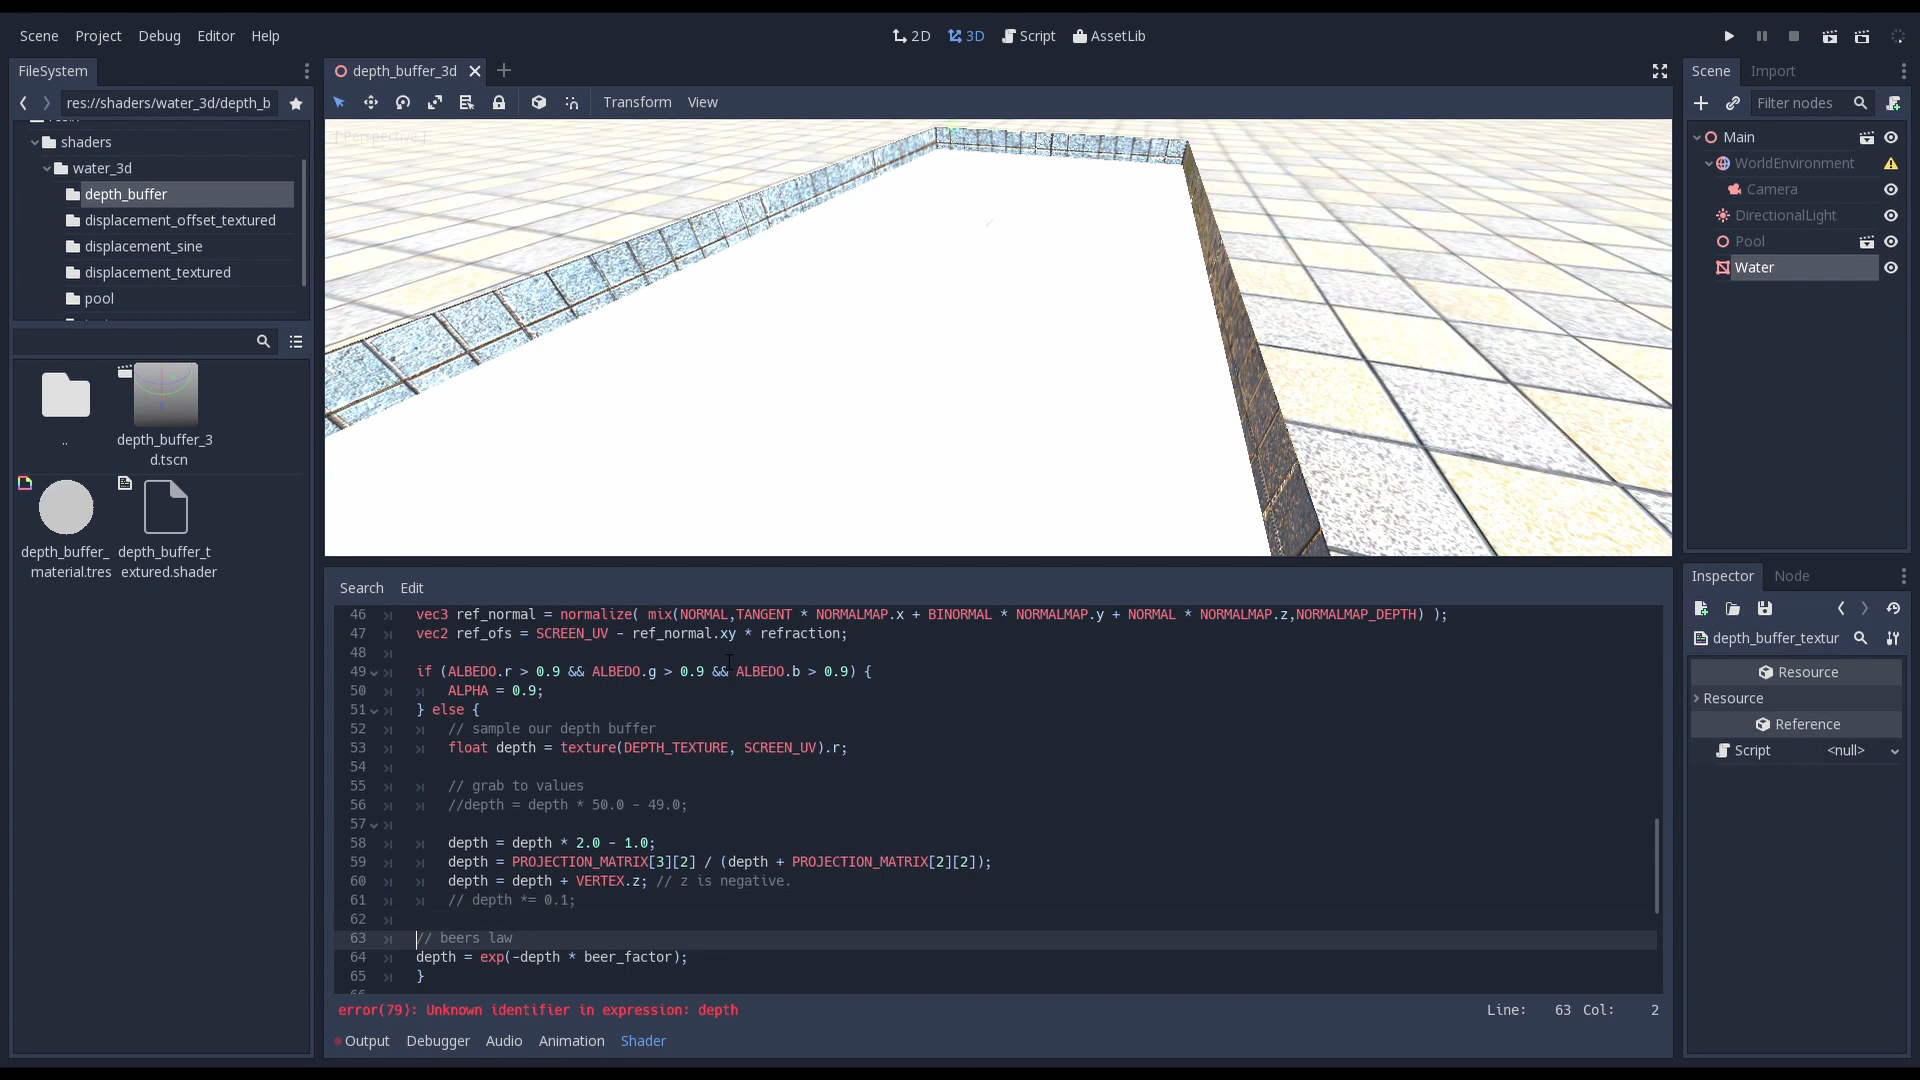 Scene Project Debug Editor Help
2D 3D Script AssetLib
FileSystem
depth_buffer_3d
Scene Import
res://shaders/water_3d/depth_b
Transform View
Filter nodes
[ Perspective ]
shaders
water_3d
depth_buffer
displacement_offset_textured
displacement_sine
displacement_textured
pool
..
depth_buffer_3
d.tscn
depth_buffer_
material.tres
depth_buffer_t
extured.shader
Main
WorldEnvironment
Camera
DirectionalLight
Pool
Water
Search Edit
46 vec3 ref_normal = normalize( mix(NORMAL,TANGENT * NORMALMAP.x + BINORMAL * NORMALMAP.y + NORMAL * NORMALMAP.z,NORMALMAP_DEPTH) );
47 vec2 ref_ofs = SCREEN_UV - ref_normal.xy * refraction;
48
49 if (ALBEDO.r > 0.9 && ALBEDO.g > 0.9 && ALBEDO.b > 0.9) {
50 ALPHA = 0.9;
51 } else {
52 // sample our depth buffer
53 float depth = texture(DEPTH_TEXTURE, SCREEN_UV).r;
54
55 // grab to values
56 //depth = depth * 50.0 - 49.0;
57
58 depth = depth * 2.0 - 1.0;
59 depth = PROJECTION_MATRIX[3][2] / (depth + PROJECTION_MATRIX[2][2]);
60 depth = depth + VERTEX.z; // z is negative.
61 // depth *= 0.1;
62
63 // beers law
64 depth = exp(-depth * beer_factor);
65 }
error(79): Unknown identifier in expression: depth
Line: 63 Col: 2
Output Debugger Audio Animation Shader
Inspector Node
depth_buffer_textur
Resource
Resource
Reference
Script <null>